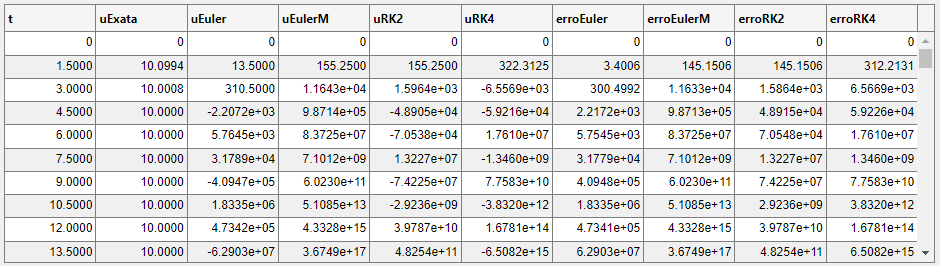 t uExata uEuler uEulerM uRK2 uRK4 erroEuler erroEulerM erroRK2 erroRK4
0 0 0 0 0 0 0 0 0 0
1.5000 10.0994 13.5000 155.2500 155.2500 322.3125 3.4006 145.1506 145.1506 312.2131
3.0000 10.0008 310.5000 1.1643e+04 1.5964e+03 -6.5569e+03 300.4992 1.1633e+04 1.5864e+03 6.5669e+03
4.5000 10.0000 -2.2072e+03 9.8714e+05 -4.8905e+04 -5.9216e+04 2.2172e+03 9.8713e+05 4.8915e+04 5.9226e+04
6.0000 10.0000 5.7645e+03 8.3725e+07 -7.0538e+04 1.7610e+07 5.7545e+03 8.3725e+07 7.0548e+04 1.7610e+07
7.5000 10.0000 3.1789e+04 7.1012e+09 1.3227e+07 -1.3460e+09 3.1779e+04 7.1012e+09 1.3227e+07 1.3460e+09
9.0000 10.0000 -4.0947e+05 6.0230e+11 -7.4225e+07 7.7583e+10 4.0948e+05 6.0230e+11 7.4225e+07 7.7583e+10
10.5000 10.0000 1.8335e+06 5.1085e+13 -2.9236e+09 -3.8320e+12 1.8335e+06 5.1085e+13 2.9236e+09 3.8320e+12
12.0000 10.0000 4.7342e+05 4.3328e+15 3.9787e+10 1.6781e+14 4.7341e+05 4.3328e+15 3.9787e+10 1.6781e+14
13.5000 10.0000 -6.2903e+07 3.6749e+17 4.8254e+11 -6.5082e+15 6.2903e+07 3.6749e+17 4.8254e+11 6.5082e+15